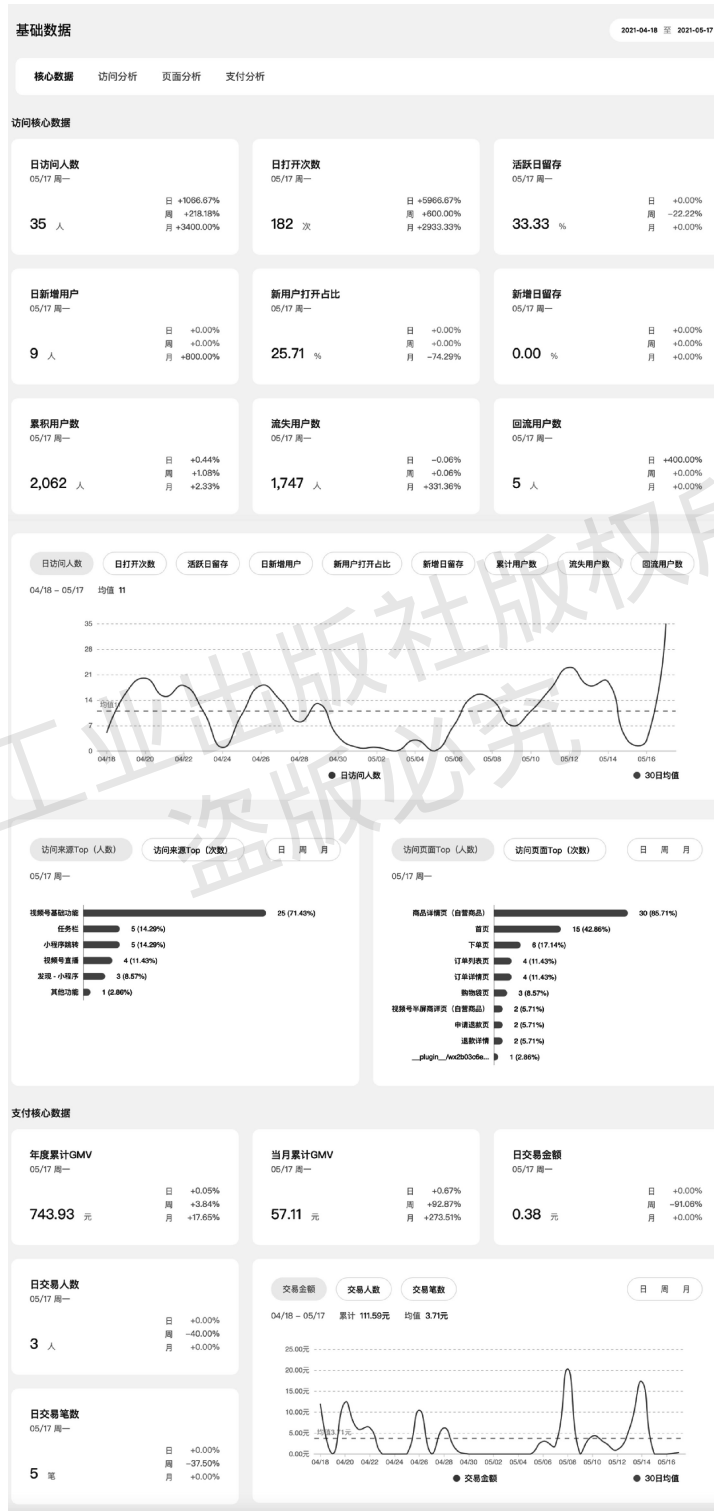 基础数据
2021-04-18 至 2021-05-17
核心数据 访问分析 页面分析 支付分析
访问核心数据
日访问人数
05/17 周一
日 +1066.67%
周 +218.18%
月 +3400.00%
35 人
日打开次数
05/17 周一
日 +5966.67%
周 +600.00%
月 +2933.33%
182 次
活跃日留存
05/17 周一
日 +0.00%
周 -22.22%
月 +0.00%
33.33 %
日新增用户
05/17 周一
日 +0.00%
周 +0.00%
月 +800.00%
9 人
新用户打开占比
05/17 周一
日 +0.00%
周 +0.00%
月 -74.29%
25.71 %
新增日留存
05/17 周一
日 +0.00%
周 +0.00%
月 +0.00%
0.00 %
累积用户数
05/17 周一
日 +0.44%
周 +1.08%
月 +2.33%
2,062 人
流失用户数
05/17 周一
日 -0.06%
周 +0.06%
月 +331.36%
1,747 人
回流用户数
05/17 周一
日 +400.00%
周 +0.00%
月 +0.00%
5 人
日访问人数 日打开次数 活跃日留存 日新增用户 新用户打开占比 新增日留存 累计用户数 流失用户数 回流用户数
04/18 – 05/17 均值 11
35
28
21
14
均值11
7
0
04/18 04/20 04/22 04/24 04/26 04/28 04/30 05/02 05/04 05/06 05/08 05/10 05/12 05/14 05/16
日访问人数 30日均值
访问来源Top（人数） 访问来源Top（次数） 日 周 月
05/17 周一
视频号基础功能 25 (71.43%)
任务栏 5 (14.29%)
小程序跳转 5 (14.29%)
视频号直播 4 (11.43%)
发现 - 小程序 3 (8.57%)
其他功能 1 (2.86%)
访问页面Top（人数） 访问页面Top（次数） 日 周 月
05/17 周一
商品详情页（自营商品） 30 (85.71%)
首页 15 (42.86%)
下单页 6 (17.14%)
订单列表页 4 (11.43%)
订单详情页 4 (11.43%)
购物袋页 3 (8.57%)
视频号半屏商详页（自营商品） 2 (5.71%)
申请退款页 2 (5.71%)
退款详情 2 (5.71%)
__plugin__/wx2b03c6e... 1 (2.86%)
支付核心数据
年度累计GMV
05/17 周一
日 +0.05%
周 +3.84%
月 +17.65%
743.93 元
当月累计GMV
05/17 周一
日 +0.67%
周 +92.87%
月 +273.51%
57.11 元
日交易金额
05/17 周一
日 +0.00%
周 -91.06%
月 +0.00%
0.38 元
日交易人数
05/17 周一
日 +0.00%
周 -40.00%
月 +0.00%
3 人
日交易笔数
05/17 周一
日 +0.00%
周 -37.50%
月 +0.00%
5 笔
交易金额 交易人数 交易笔数 日 周 月
04/18 – 05/17 累计 111.59元 均值 3.71元
25.00元
20.00元
15.00元
10.00元
5.00元
均值3.71元
0.00元
04/18 04/20 04/22 04/24 04/26 04/28 04/30 05/02 05/04 05/06 05/08 05/10 05/12 05/14 05/16
交易金额 30日均值
工业出版社版权所
盗版必究